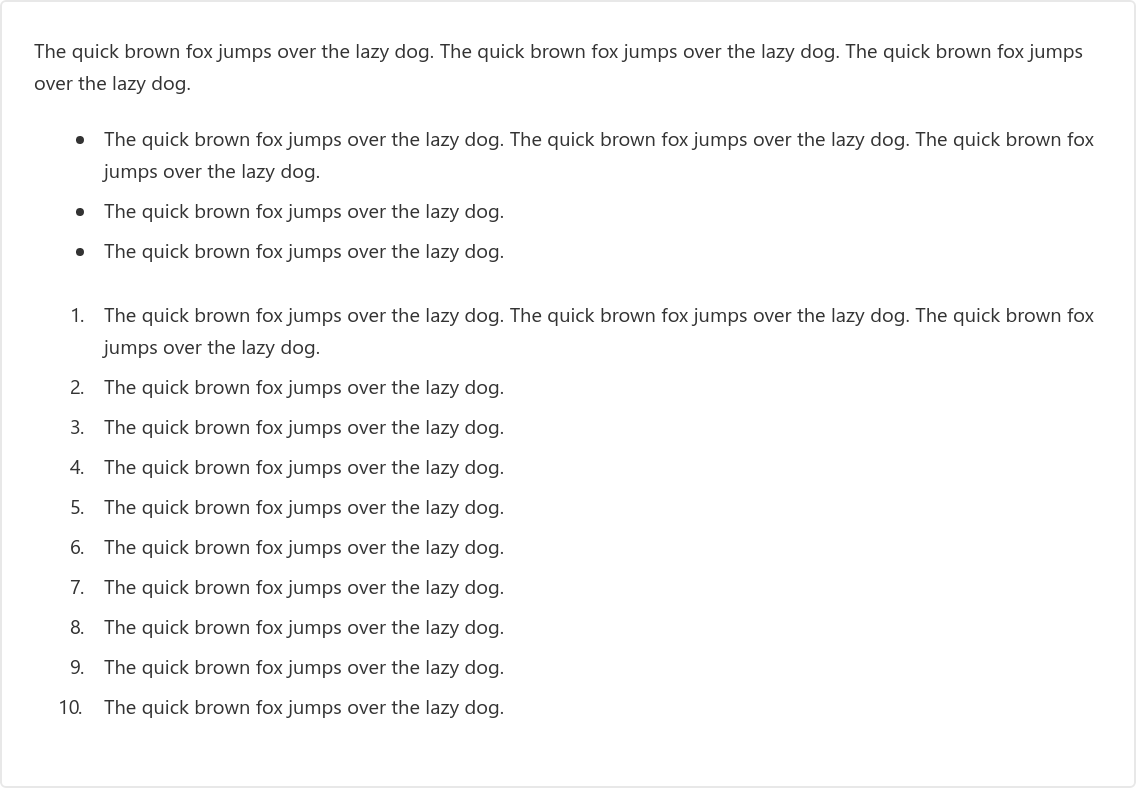 The quick brown fox jumps over the lazy dog. The quick brown fox jumps over the lazy dog. The quick brown fox jumps
over the lazy dog.
• The quick brown fox jumps over the lazy dog. The quick brown fox jumps over the lazy dog. The quick brown fox
jumps over the lazy dog.
• The quick brown fox jumps over the lazy dog.
• The quick brown fox jumps over the lazy dog.
1. The quick brown fox jumps over the lazy dog. The quick brown fox jumps over the lazy dog. The quick brown fox
jumps over the lazy dog.
2. The quick brown fox jumps over the lazy dog.
3. The quick brown fox jumps over the lazy dog.
4. The quick brown fox jumps over the lazy dog.
5. The quick brown fox jumps over the lazy dog.
6. The quick brown fox jumps over the lazy dog.
7. The quick brown fox jumps over the lazy dog.
8. The quick brown fox jumps over the lazy dog.
9. The quick brown fox jumps over the lazy dog.
10. The quick brown fox jumps over the lazy dog.